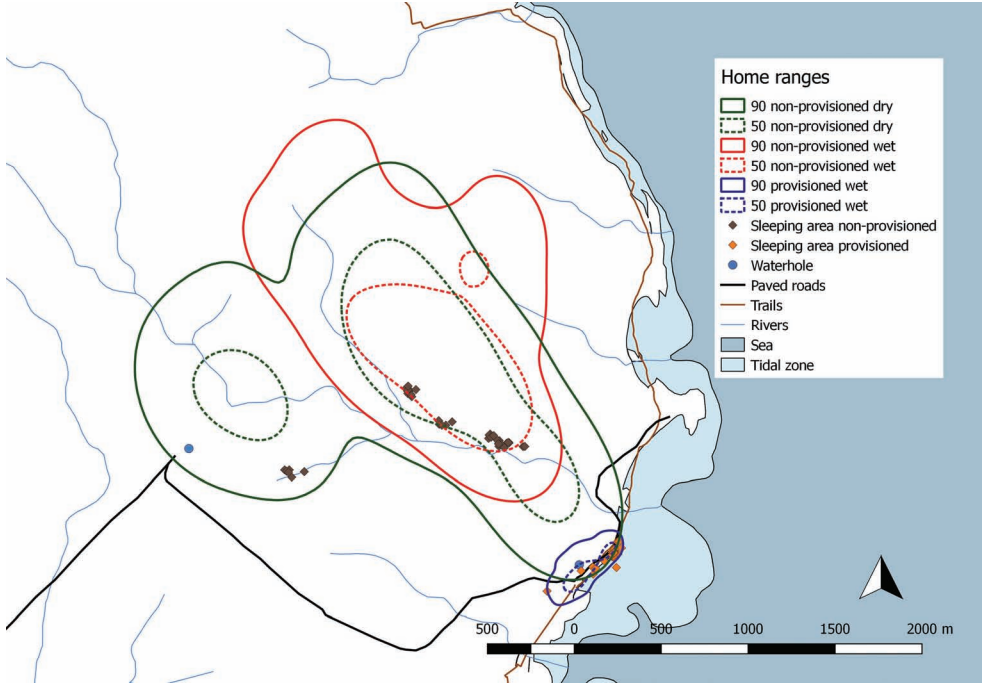 Home ranges
90 non-provisioned dry
50 non-provisioned dry
90 non-provisioned wet
50 non-provisioned wet
90 provisioned wet
50 provisioned wet
Sleeping area non-provisioned
Sleeping area provisioned
Waterhole
Paved roads
Trails
Rivers
Sea
Tidal zone
500 0 500 1000 1500 2000 m